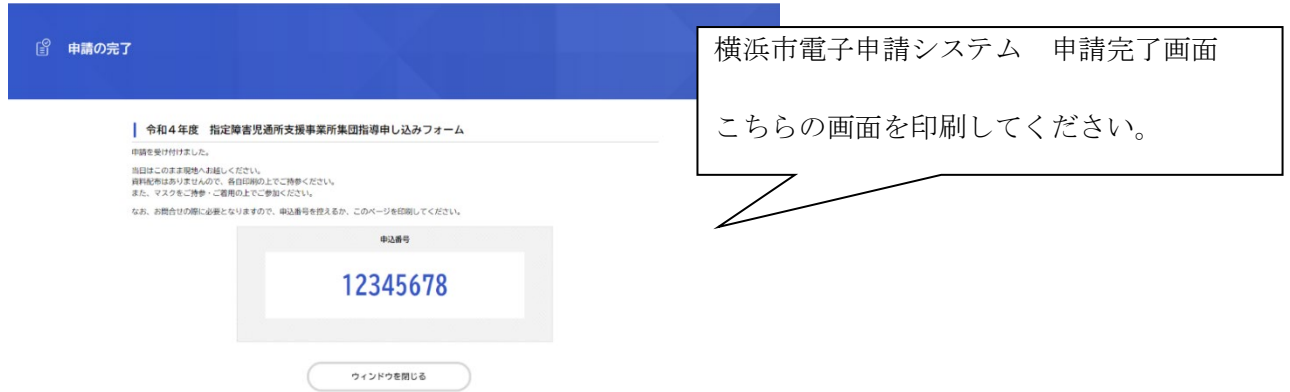 申請の完了
横浜市電子申請システム　申請完了画面
こちらの画面を印刷してください。
令和4年度　指定障害児通所支援事業所集団指導申し込みフォーム
申請を受け付けました。
当日はこのまま現地へお越しください。
資料配布はありませんので、各自印刷の上でご持参ください。
また、マスクをご持参・ご着用の上でご参加ください。
なお、お問合せの際に必要となりますので、申込番号を控えるか、このページを印刷してください。
申込番号
12345678
ウィンドウを閉じる